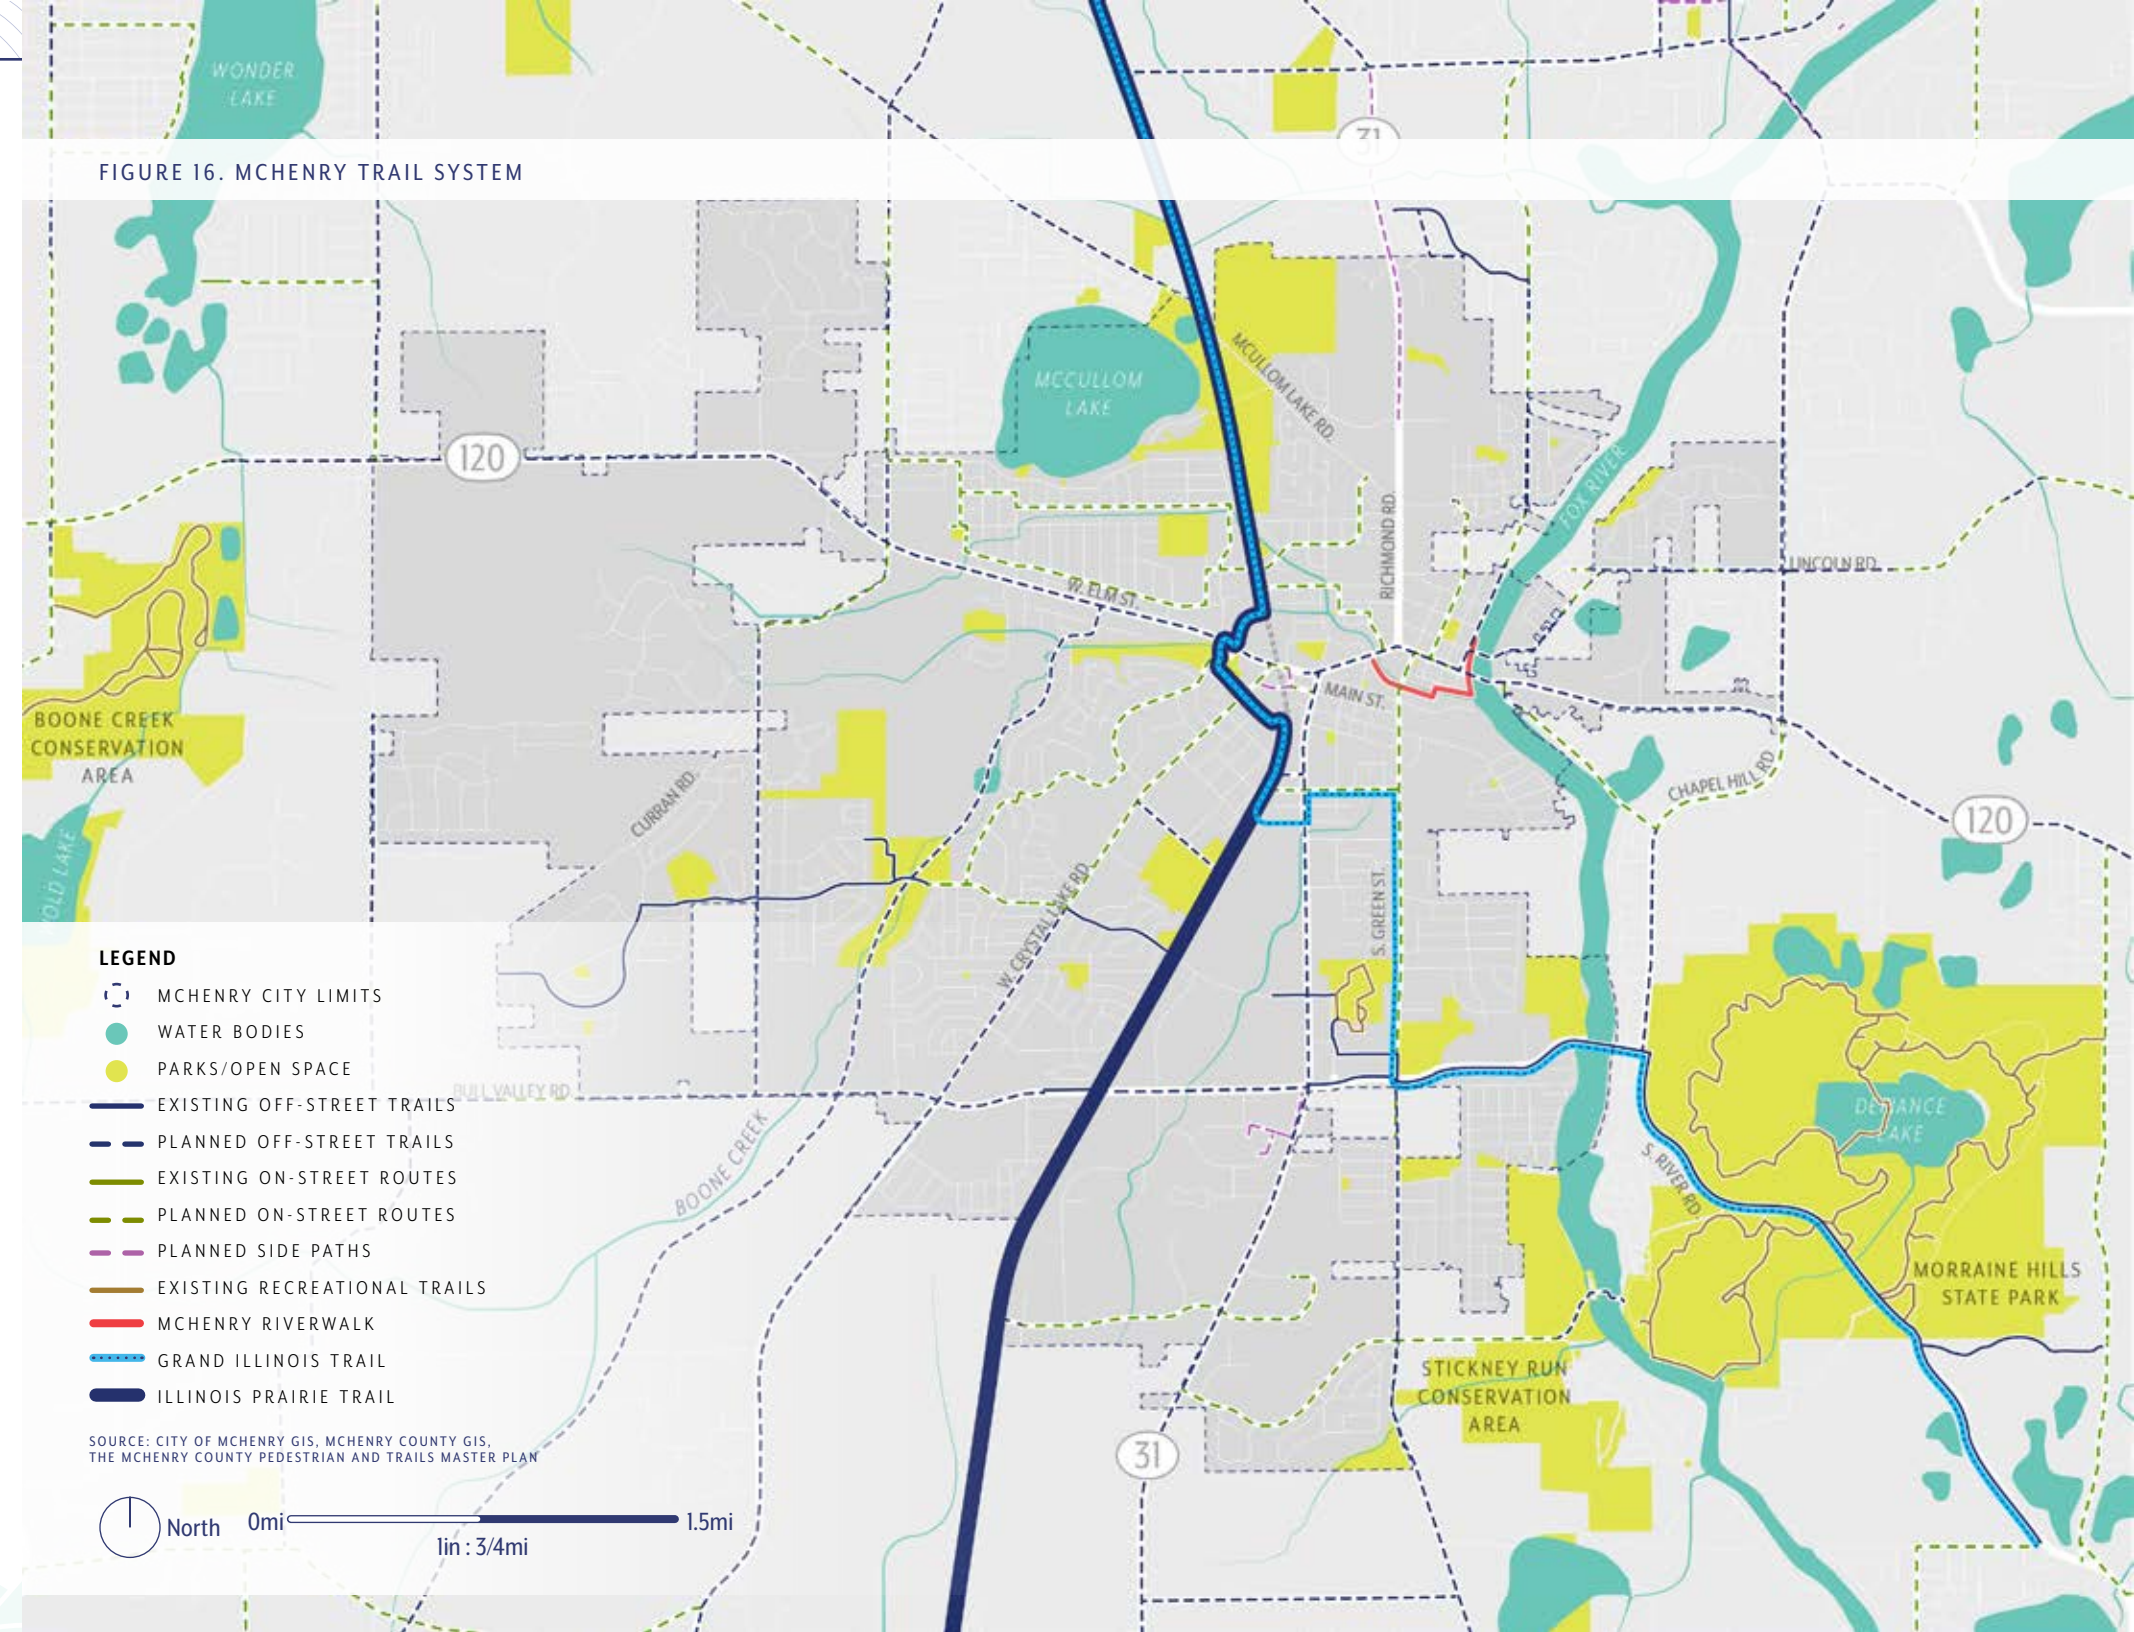 WONDER
LAKE
31
FIGURE 16. MCHENRY TRAIL SYSTEM
MCULLOM LAKE RD.
MCCULLOM
LAKE
120
FOX RIVER
RICHMOND RD.
LINCOLN RD.
W. ELM ST.
MAIN ST.
BOONE CREEK
CONSERVATION
AREA
CURRAN RD.
CHAPEL HILL RD
120
WOLD LAKE
W. CRYSTAL LAKE RD.
S. GREEN ST.
LEGEND
MCHENRY CITY LIMITS
WATER BODIES
PARKS/OPEN SPACE
EXISTING OFF-STREET TRAILS
PLANNED OFF-STREET TRAILS
EXISTING ON-STREET ROUTES
PLANNED ON-STREET ROUTES
PLANNED SIDE PATHS
EXISTING RECREATIONAL TRAILS
MCHENRY RIVERWALK
GRAND ILLINOIS TRAIL
ILLINOIS PRAIRIE TRAIL
BULL VALLEY RD.
BOONE CREEK
DEFIANCE
LAKE
S. RIVER RD.
MORRAINE HILLS
STATE PARK
STICKNEY RUN
CONSERVATION
AREA
31
SOURCE: CITY OF MCHENRY GIS, MCHENRY COUNTY GIS,
THE MCHENRY COUNTY PEDESTRIAN AND TRAILS MASTER PLAN
North
0mi
1.5mi
1in : 3/4mi